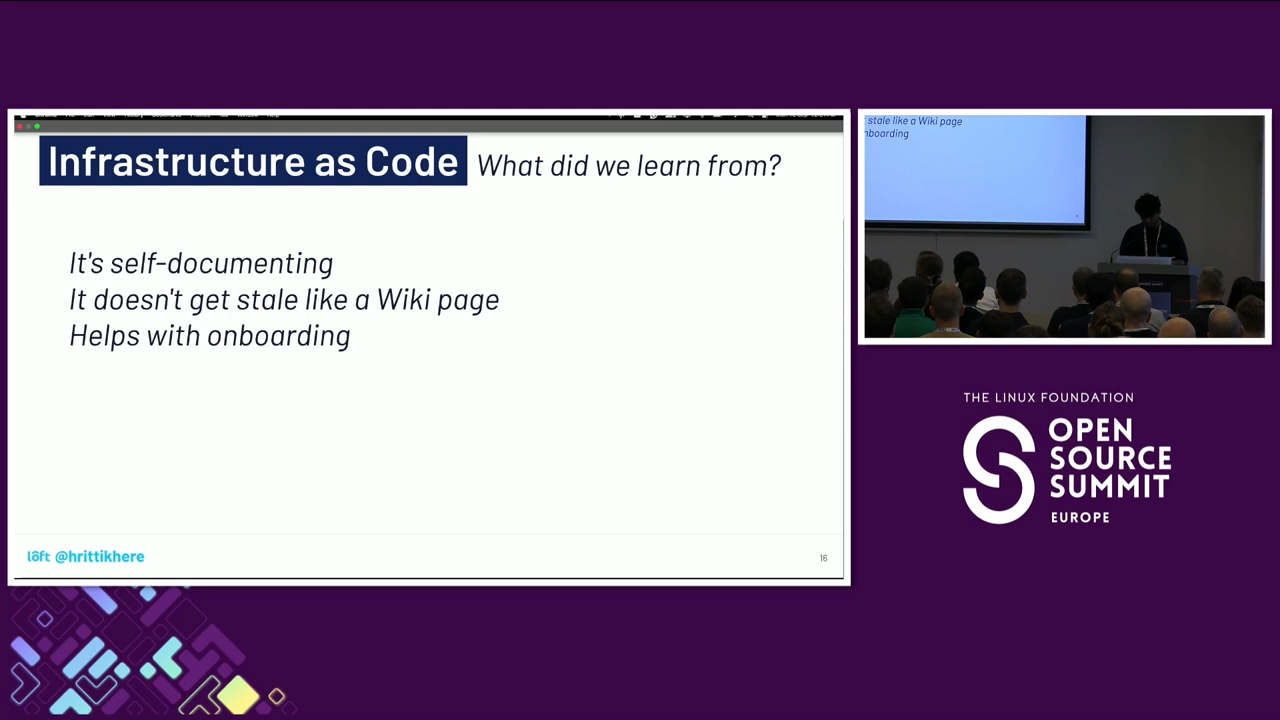 Infrastructure as Code What did we learn from?
It's self-documenting
It doesn't get stale like a Wiki page
Helps with onboarding
lôft @hrittikhere
16
stale like a Wiki page
nboarding
THE LINUX FOUNDATION
OPEN
SOURCE
SUMMIT
EUROPE